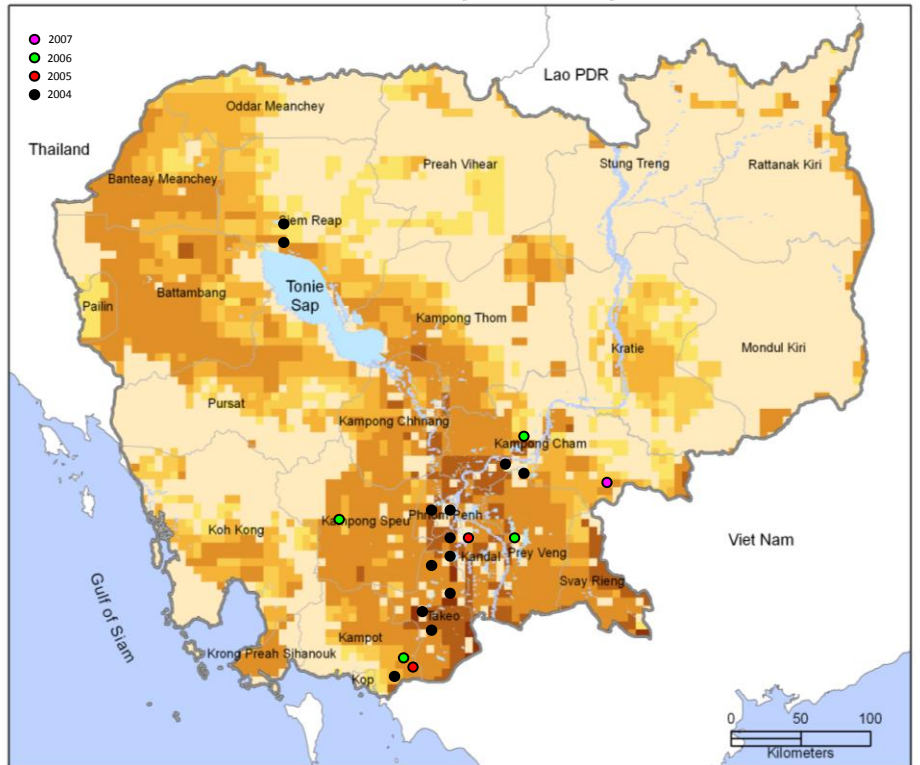 2007
2006
2005
2004
Lao PDR
Thailand
Oddar Meanchey
Preah Vihear
Stung Treng
Rattanak Kiri
Banteay Meanchey
Siem Reap
Tonie
Sap
Battambang
Pailin
Kampong Thom
Kratie
Mondul Kiri
Pursat
Kampong Chhnang
Kampong Cham
Phnom Penh
Kampong Speu
Koh Kong
Kandal
Prey Veng
Viet Nam
Svay Rieng
Gulf of Siam
Takeo
Kampot
Krong Preah Sihanouk
Kop
0 50 100
Kilometers